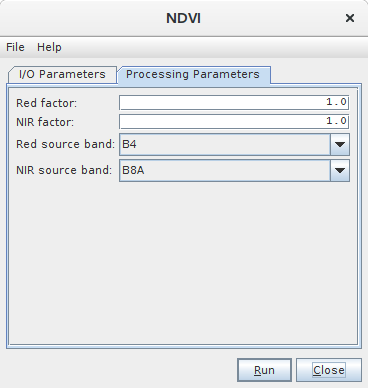 NDVI
File Help
I/O Parameters Processing Parameters
Red factor: 1.0
NIR factor: 1.0
Red source band: B4
NIR source band: B8A
Run Close